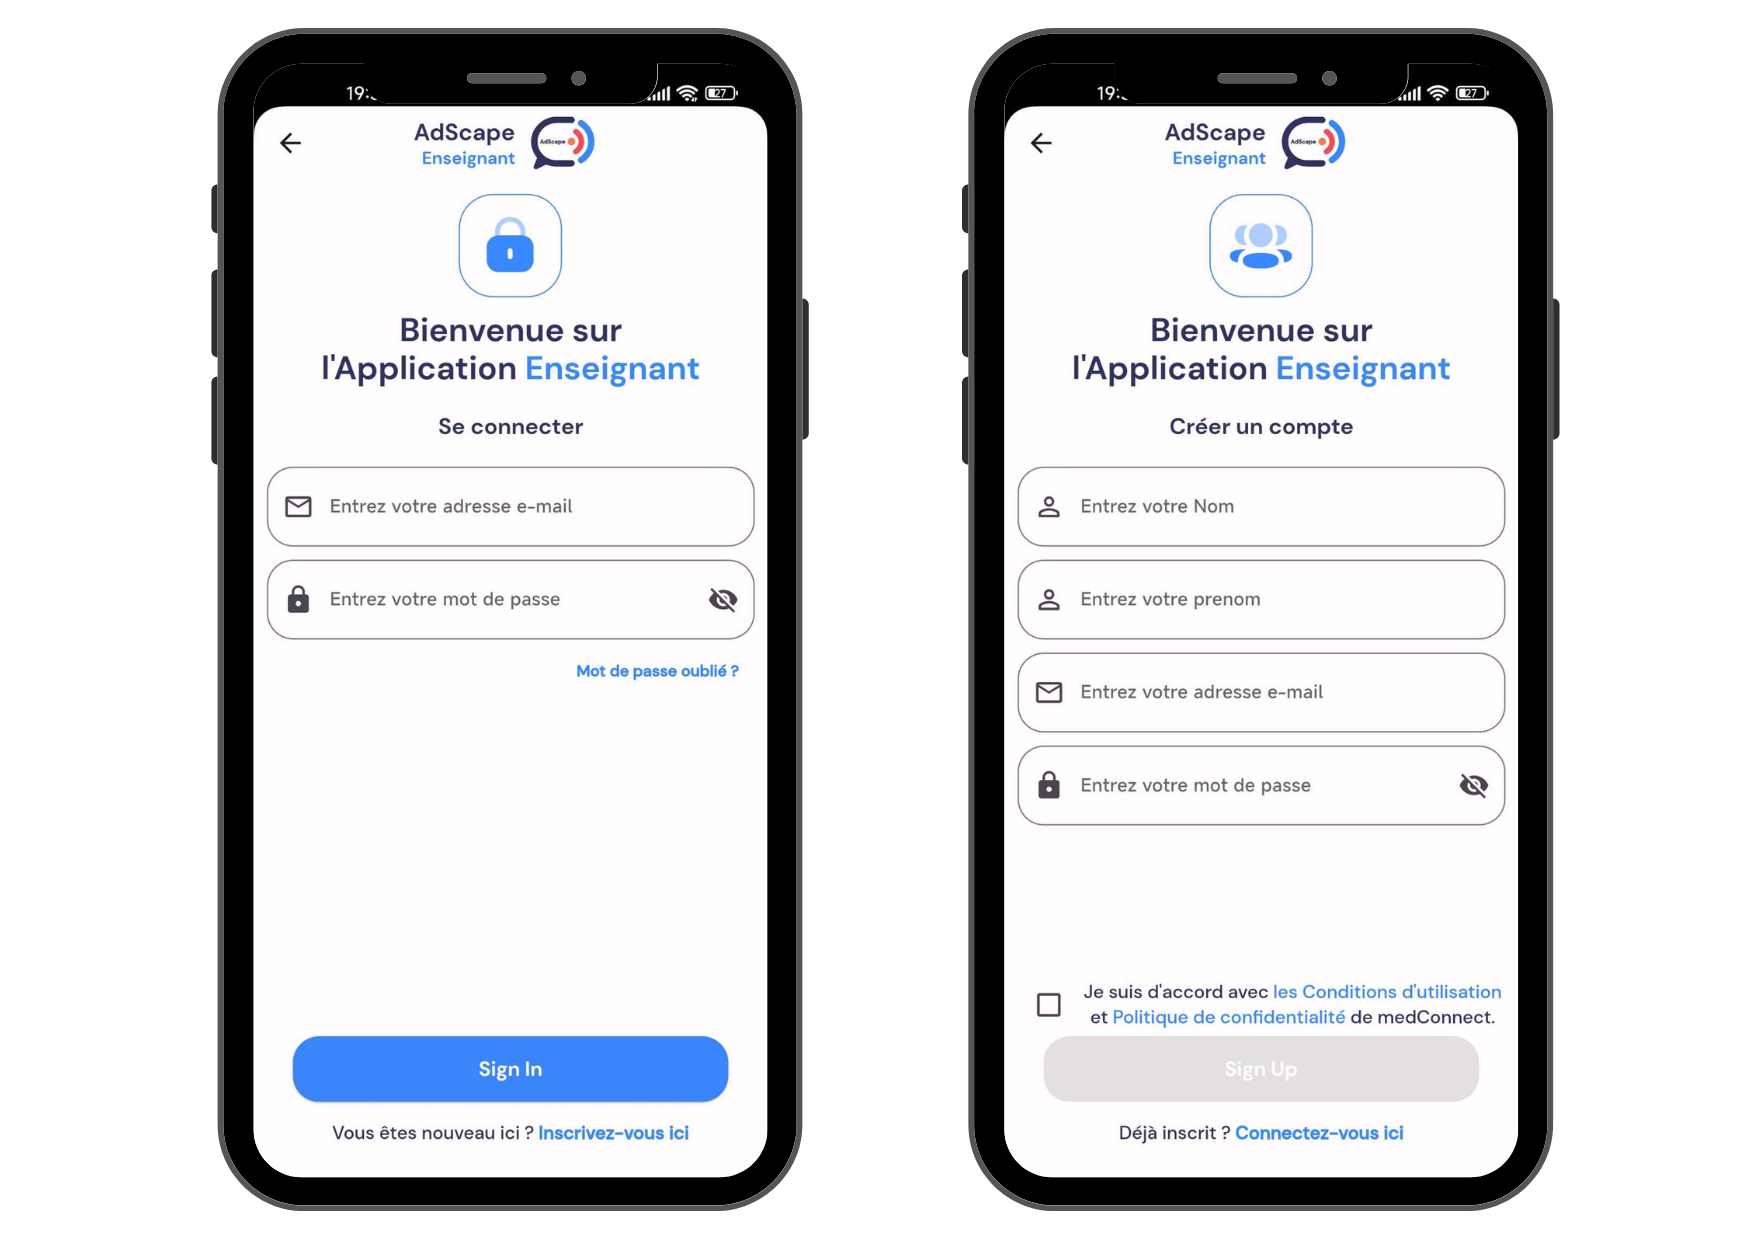 27
AdScape
Enseignant
AdScape
Bienvenue sur
l'Application Enseignant
Se connecter
Entrez votre adresse e-mail
Entrez votre mot de passe
Mot de passe oublié ?
Sign In
Vous êtes nouveau ici ? Inscrivez-vous ici
27
AdScape
Enseignant
AdScape
Bienvenue sur
l'Application Enseignant
Créer un compte
Entrez votre Nom
Entrez votre prenom
Entrez votre adresse e-mail
Entrez votre mot de passe
Je suis d'accord avec les Conditions d'utilisation
et Politique de confidentialité de medConnect.
Sign Up
Déjà inscrit ? Connectez-vous ici